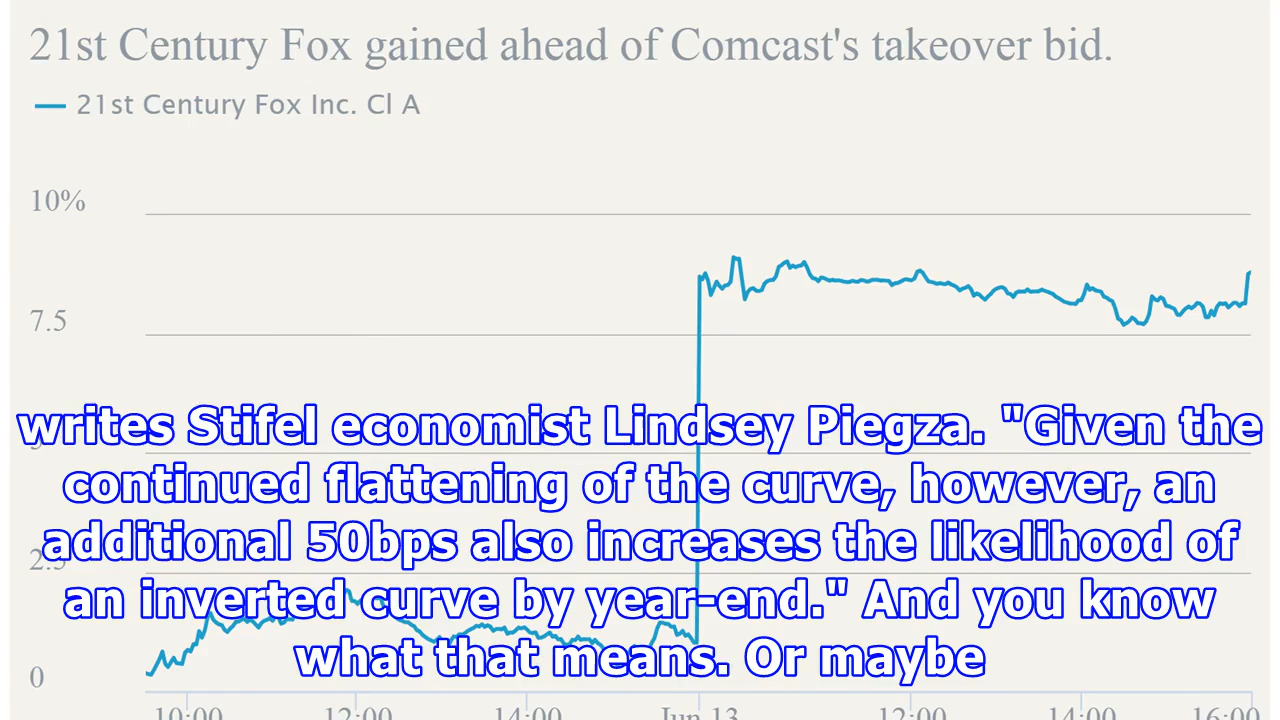 21st Century Fox gained ahead of Comcast's takeover bid.
21st Century Fox Inc. Cl A
10%
7.5
writes Stifel economist Lindsey Piegza. "Given the
5
continued flattening of the curve, however, an
additional 50bps also increases the likelihood of
2.5
an inverted curve by year-end." And you know
what that means. Or maybe
0
10:00 12:00 14:00 Jun 13 12:00 14:00 16:00